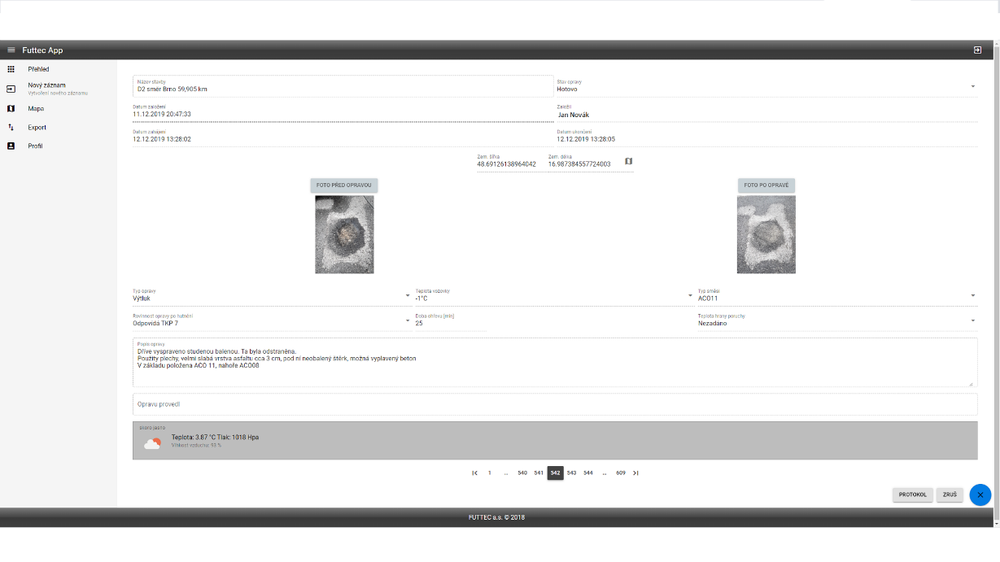 Futtec App
Přehled
Nový záznam
Vytvoření nového záznamu
Mapa
Export
Profil
Název stavby
D2 směr Brno 59,905 km
Stav opravy
Hotovo
Datum založení
11.12.2019 20:47:33
Založil
Jan Novák
Datum zahájení
12.12.2019 13:28:02
Datum ukončení
12.12.2019 13:28:05
Zem. šířka
48.69126138964042
Zem. délka
16.987384557724003
FOTO PŘED OPRAVOU
FOTO PO OPRAVĚ
Typ opravy
Výtluk
Teplota vozovky
-1°C
Typ směsi
ACO11
Rovinnost opravy po hutnění
Odpovídá TKP 7
Doba ohřevu [min]
25
Teplota hrany poruchy
Nezadáno
Popis opravy
Dříve vyspraveno studenou balenou. Ta byla odstraněna.
Použity plechy, velmi slabá vrstva asfaltu cca 3 cm, pod ní neobalený štěrk, možná vyplavený beton
V základu položena ACO 11, nahoře ACO08
Opravu provedl
skoro jasno
Teplota: 3.87 °C Tlak: 1018 Hpa
Vlhkost vzduchu: 93 %
1 .. 540 541 542 543 544 .. 609
PROTOKOL ZRUŠ
FUTTEC a.s. © 2018